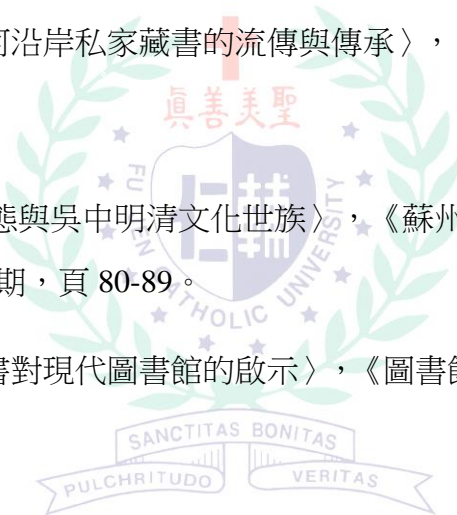 河沿岸私家藏書的流傳與傳承〉，
真善美聖
態與吳中明清文化世族〉，《蘇州
期，頁 80-89。
書對現代圖書館的啟示〉，《圖書館
FU JEN CATHOLIC UNIVERSITY
SANCTITAS BONITAS
PULCHRITUDO VERITAS